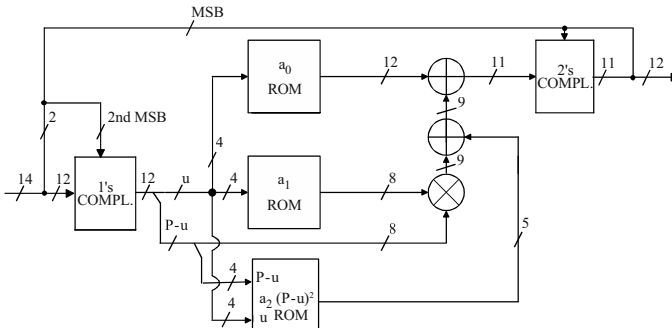 MSB
a0
ROM
12
11
2's
COMPL.
11
12
9
2
2nd MSB
4
14
12
1's
COMPL.
12
u
4
a1
ROM
8
9
P-u
8
5
4
P-u
a2 (P-u)²
4
u ROM